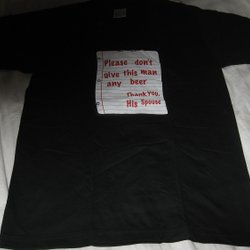 Please don't
give this man
any beer
Thank You,
His Spouse